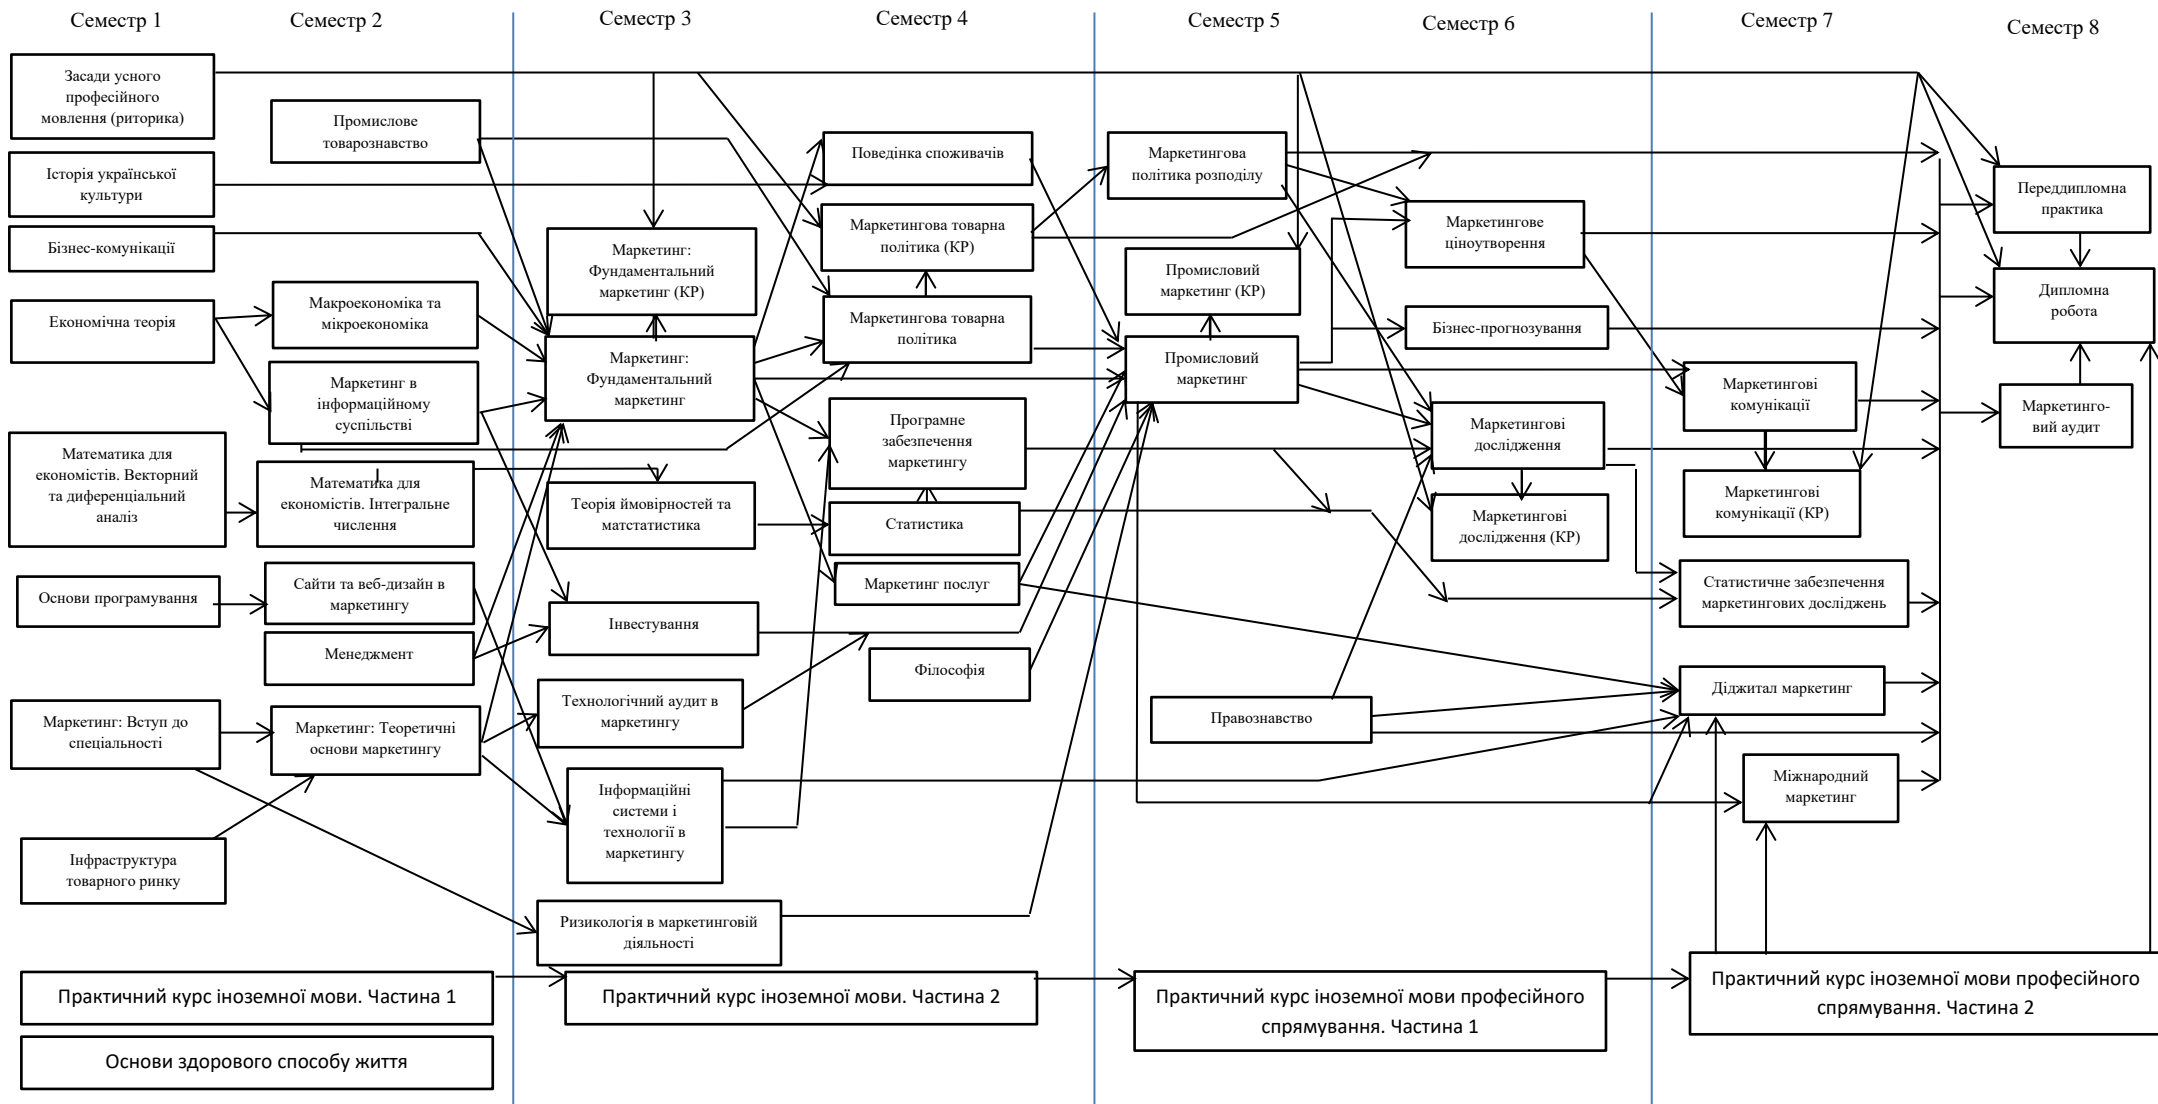 Семестр 1
Семестр 2
Семестр 3
Семестр 4
Семестр 5
Семестр 6
Семестр 7
Семестр 8
Засади усного
професійного
мовлення (риторика)
Історія української
культури
Бізнес-комунікації
Економічна теорія
Математика для
економістів. Векторний
та диференціальний
аналіз
Основи програмування
Маркетинг: Вступ до
спеціальності
Інфраструктура
товарного ринку
Промислове
товарознавство
Макроекономіка та
мікроекономіка
Маркетинг в
інформаційному
суспільстві
Математика для
економістів. Інтегральне
числення
Сайти та веб-дизайн в
маркетингу
Менеджмент
Маркетинг: Теоретичні
основи маркетингу
Маркетинг:
Фундаментальний
маркетинг (КР)
Маркетинг:
Фундаментальний
маркетинг
Теорія ймовірностей та
матстатистика
Інвестування
Технологічний аудит в
маркетингу
Інформаційні
системи і
технології в
маркетингу
Ризикологія в маркетинговій
діяльності
Поведінка споживачів
Маркетингова товарна
політика (КР)
Маркетингова товарна
політика
Програмне
забезпечення
маркетингу
Статистика
Маркетинг послуг
Філософія
Маркетингова
політика розподілу
Промисловий
маркетинг (КР)
Промисловий
маркетинг
Правознавство
Маркетингове
ціноутворення
Бізнес-прогнозування
Маркетингові
дослідження
Маркетингові
дослідження (КР)
Маркетингові
комунікації
Маркетингові
комунікації (КР)
Статистичне забезпечення
маркетингових досліджень
Діджитал маркетинг
Міжнародний
маркетинг
Переддипломна
практика
Дипломна
робота
Маркетинго-
вий аудит
Практичний курс іноземної мови. Частина 1
Практичний курс іноземної мови. Частина 2
Практичний курс іноземної мови професійного
спрямування. Частина 1
Практичний курс іноземної мови професійного
спрямування. Частина 2
Основи здорового способу життя